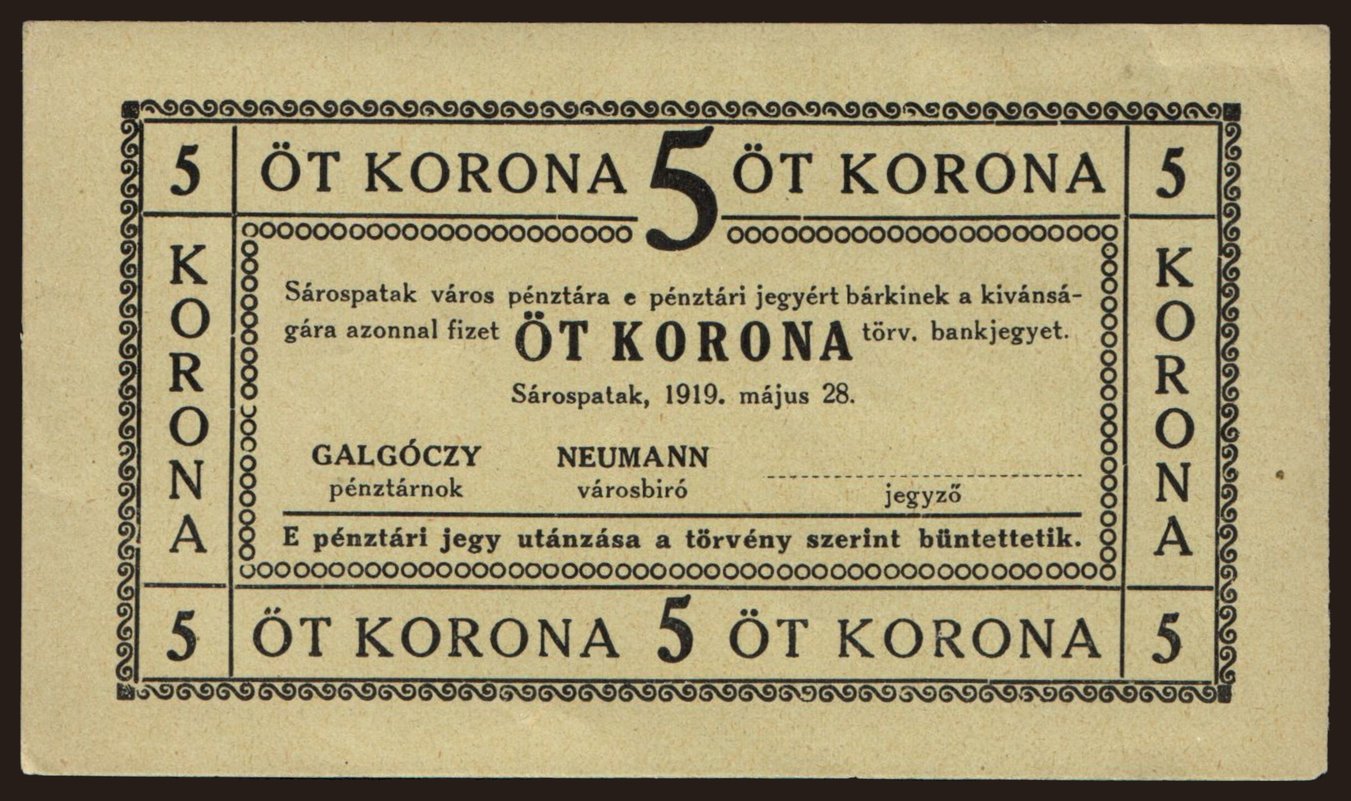 5 ÖT KORONA 5 ÖT KORONA 5
KORONA
Sárospatak város pénztára e pénztári jegyért bárkinek a kivánsá-
gára azonnal fizet ÖT KORONA törv. bankjegyet.
Sárospatak, 1919. május 28.
GALGÓCZY NEUMANN
pénztárnok városbiró jegyző
E pénztári jegy utánzása a törvény szerint büntettetik.
KORONA
5 ÖT KORONA 5 ÖT KORONA 5